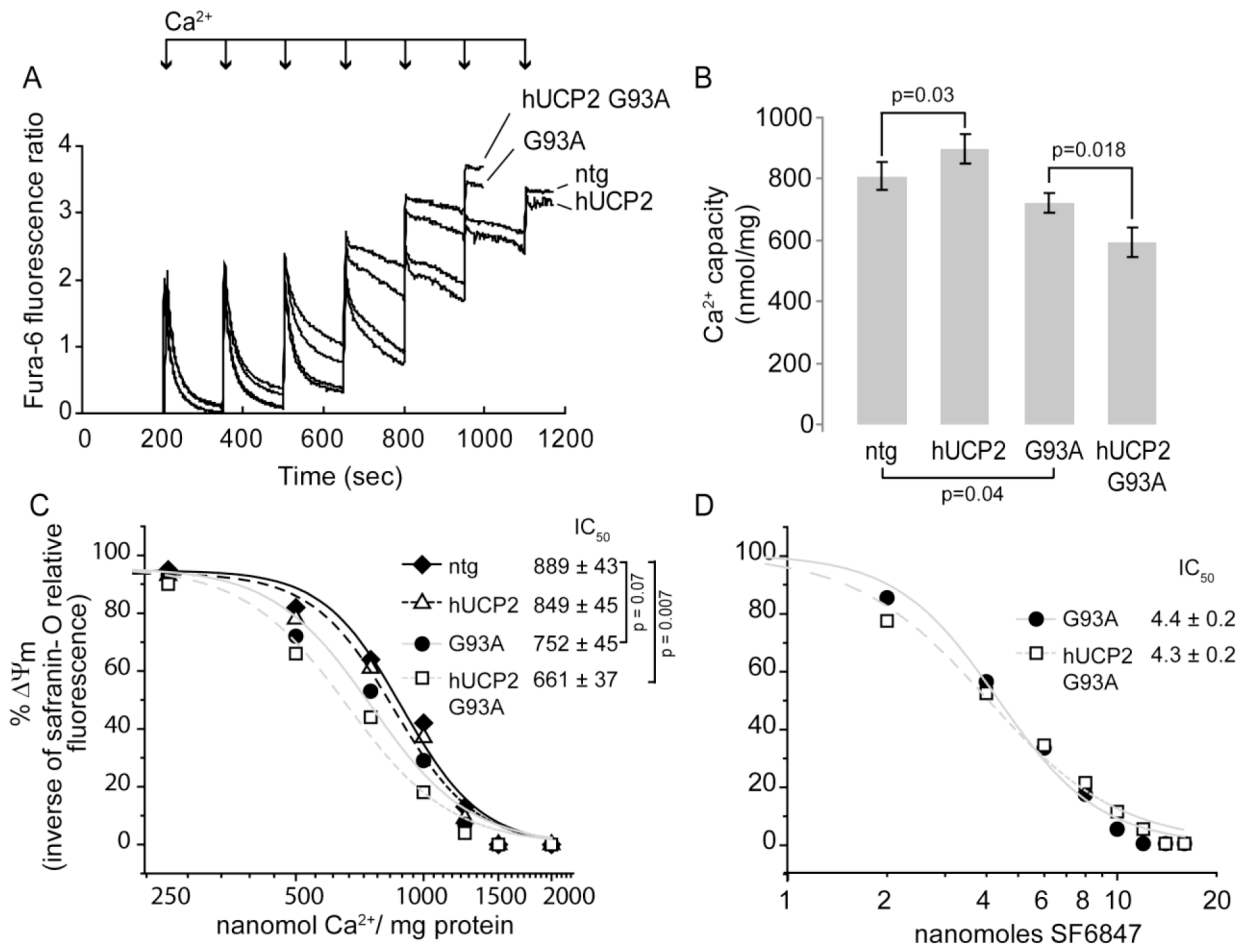 Ca²⁺
A
hUCP2 G93A
G93A
ntg
hUCP2
Fura-6 fluorescence ratio
4
3
2
1
0
0 200 400 600 800 1000 1200
Time (sec)
B
p=0.03
p=0.018
Ca²⁺ capacity
(nmol/mg)
1000
800
600
400
200
0
ntg hUCP2 G93A hUCP2
G93A
p=0.04
C
% ΔΨm
(inverse of safranin- O relative
fluorescence)
100
80
60
40
20
0
IC₅₀
ntg 889 ± 43
hUCP2 849 ± 45
G93A 752 ± 45
hUCP2 661 ± 37
G93A
p = 0.07
p = 0.007
250 500 1000 1500 2000
nanomol Ca²⁺/ mg protein
D
100
80
60
40
20
0
IC₅₀
G93A 4.4 ± 0.2
hUCP2 4.3 ± 0.2
G93A
1 2 4 6 8 10 20
nanomoles SF6847